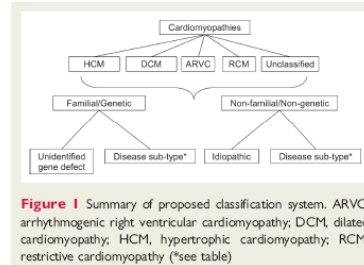 Cardiomyopathies
HCM DCM ARVC RCM Unclassified
Familial/Genetic Non-familial/Non-genetic
Unidentified
gene defect Disease sub-type* Idiopathic Disease sub-type*
Figure 1 Summary of proposed classification system. ARVC
arrhythmogenic right ventricular cardiomyopathy; DCM, dilated
cardiomyopathy; HCM, hypertrophic cardiomyopathy; RCM
restrictive cardiomyopathy (*see table)